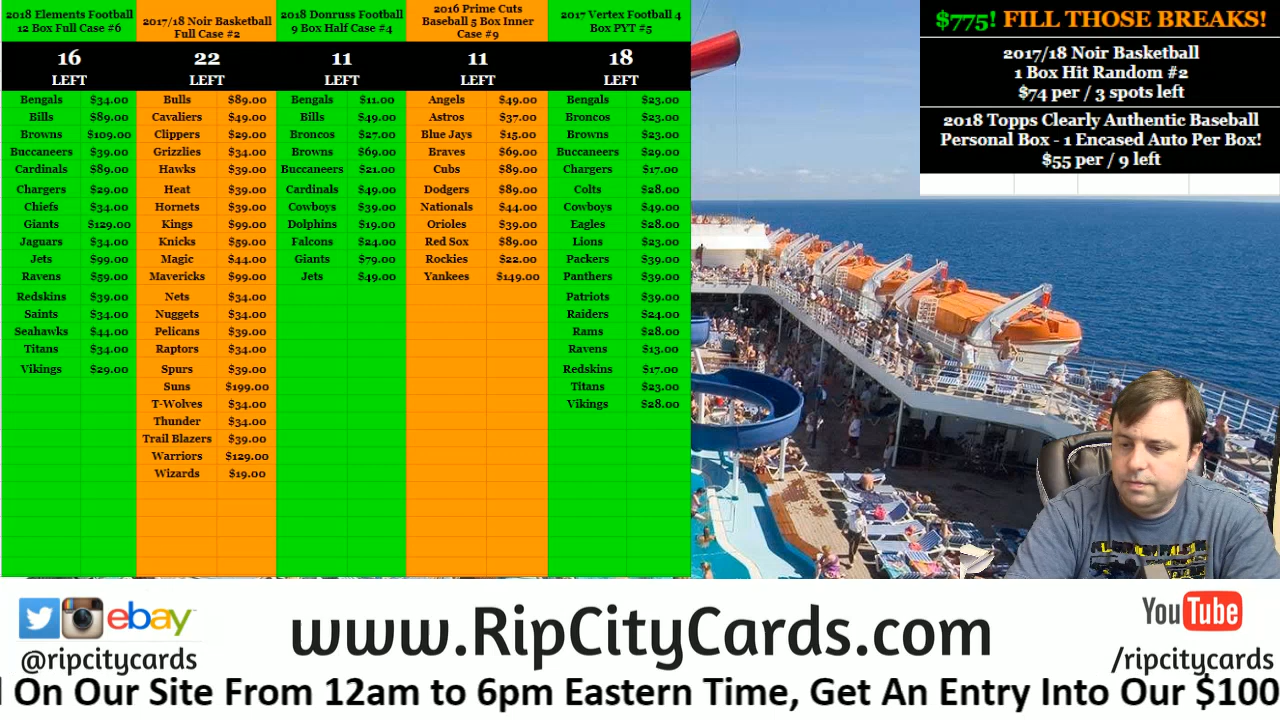 2018 Elements Football
12 Box Full Case #6
16
LEFT
Bengals $34.00
Bills $89.00
Browns $109.00
Buccaneers $39.00
Cardinals $89.00
Chargers $29.00
Chiefs $34.00
Giants $129.00
Jaguars $34.00
Jets $99.00
Ravens $59.00
Redskins $39.00
Saints $34.00
Seahawks $44.00
Titans $34.00
Vikings $29.00
2017/18 Noir Basketball
Full Case #2
22
LEFT
Bulls $89.00
Cavaliers $49.00
Clippers $29.00
Grizzlies $34.00
Hawks $39.00
Heat $39.00
Hornets $39.00
Kings $99.00
Knicks $59.00
Magic $44.00
Mavericks $99.00
Nets $34.00
Nuggets $34.00
Pelicans $39.00
Raptors $34.00
Spurs $39.00
Suns $199.00
T-Wolves $34.00
Thunder $34.00
Trail Blazers $39.00
Warriors $129.00
Wizards $19.00
2018 Donruss Football
9 Box Half Case #4
11
LEFT
Bengals $11.00
Bills $49.00
Broncos $27.00
Browns $69.00
Buccaneers $21.00
Cardinals $49.00
Cowboys $39.00
Dolphins $19.00
Falcons $24.00
Giants $79.00
Jets $49.00
2016 Prime Cuts
Baseball 5 Box Inner
Case #9
11
LEFT
Angels $49.00
Astros $37.00
Blue Jays $15.00
Braves $69.00
Cubs $89.00
Dodgers $89.00
Nationals $44.00
Orioles $39.00
Red Sox $89.00
Rockies $22.00
Yankees $149.00
2017 Vertex Football 4
Box PYT #5
18
LEFT
Bengals $23.00
Broncos $23.00
Browns $23.00
Buccaneers $29.00
Chargers $17.00
Colts $28.00
Cowboys $49.00
Eagles $28.00
Lions $23.00
Packers $39.00
Panthers $39.00
Patriots $39.00
Raiders $24.00
Rams $28.00
Ravens $13.00
Redskins $17.00
Titans $23.00
Vikings $28.00
$775! FILL THOSE BREAKS!
2017/18 Noir Basketball
1 Box Hit Random #2
$74 per / 3 spots left
2018 Topps Clearly Authentic Baseball
Personal Box - 1 Encased Auto Per Box!
$55 per / 9 left
ebay
@ripcitycards
www.RipCityCards.com
YouTube
/ripcitycards
On Our Site From 12am to 6pm Eastern Time, Get An Entry Into Our $100